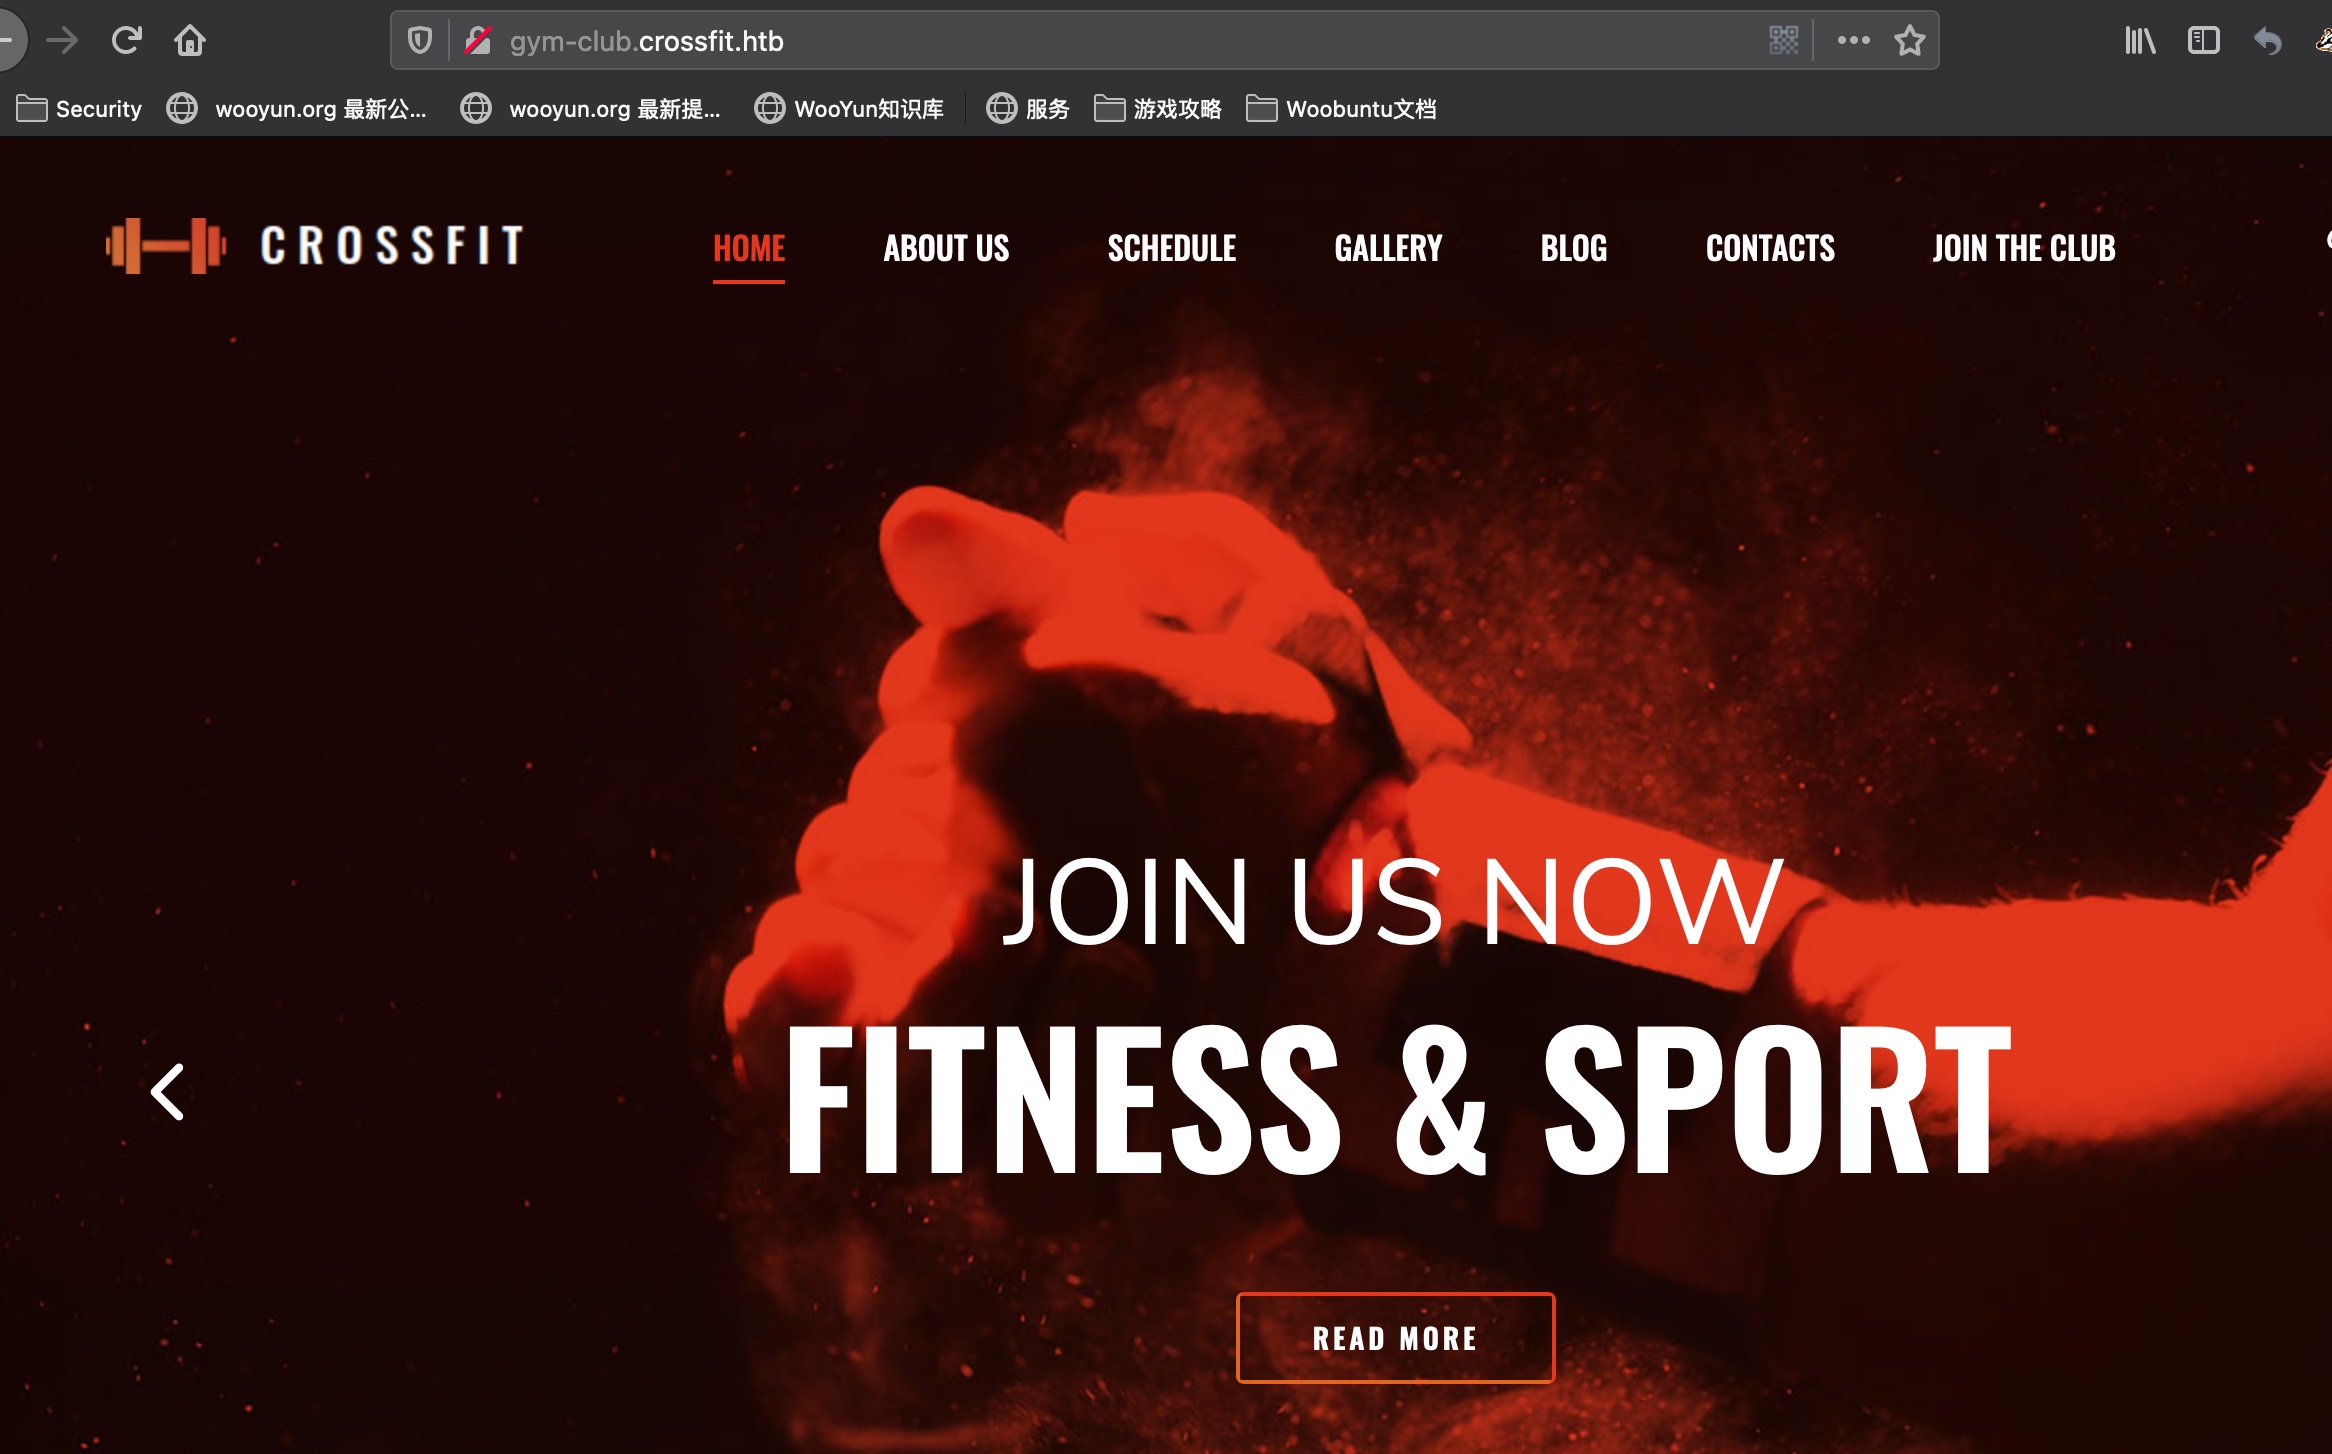 gym-club.crossfit.htb
Security wooyun.org 最新公... wooyun.org 最新提... WooYun知识库 服务 游戏攻略 Woobuntu文档
CROSSFIT HOME ABOUT US SCHEDULE GALLERY BLOG CONTACTS JOIN THE CLUB
JOIN US NOW
FITNESS & SPORT
READ MORE